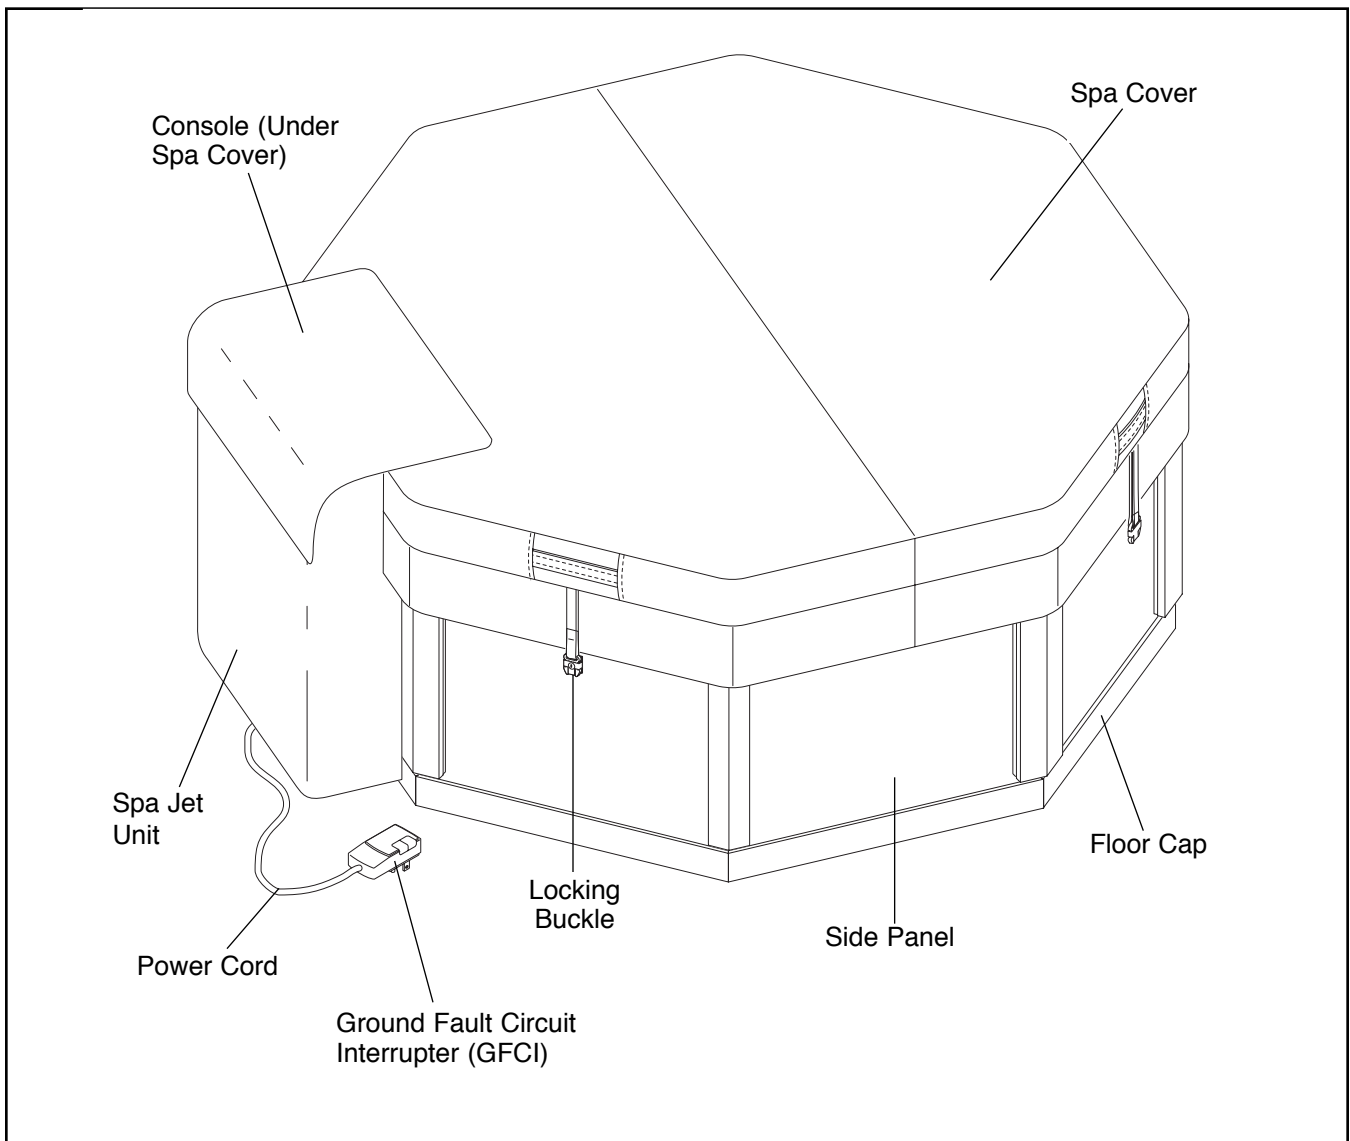 Spa Cover
Console (Under
Spa Cover)
Spa Jet
Unit
Floor Cap
Locking
Buckle
Side Panel
Power Cord
Ground Fault Circuit
Interrupter (GFCI)